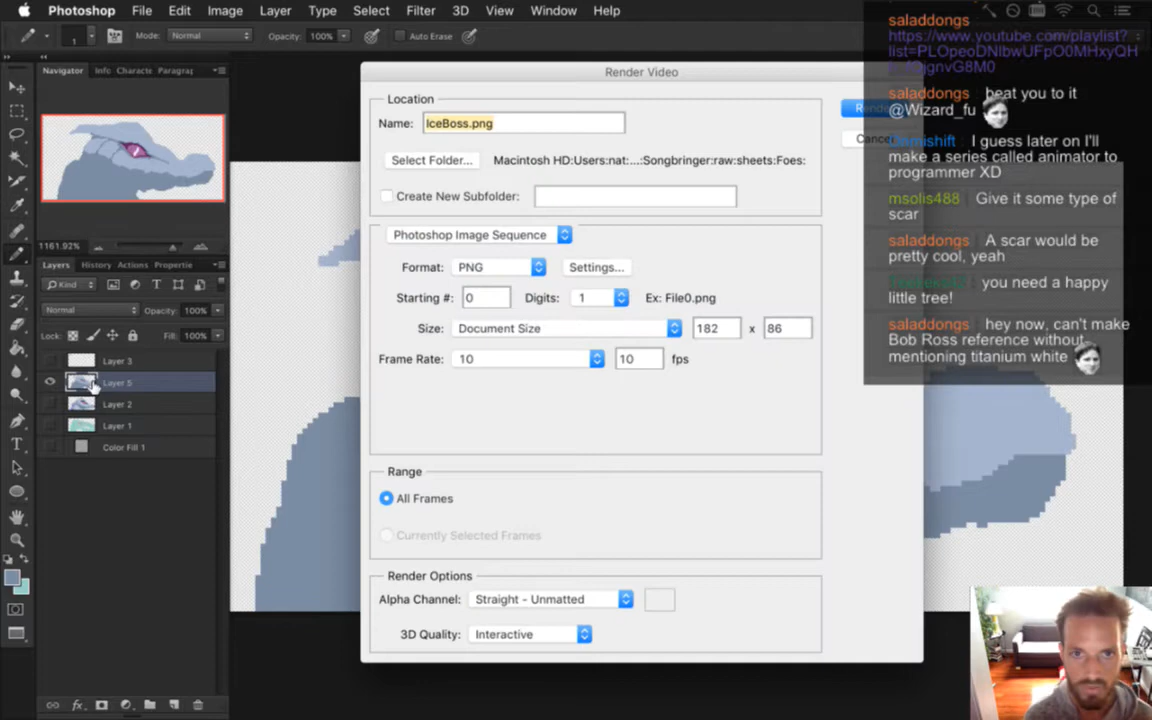 Photoshop File Edit Image Layer Type Select Filter 3D View Window Help
1 Mode: Normal Opacity: 100% Auto Erase
Navigator Info Characte Paragrap
1161.92%
Layers History Actions Propertie
Kind
Normal Opacity: 100%
Lock: Fill: 100%
Layer 3
Layer 5
Layer 2
Layer 1
Color Fill 1
fx
Render Video
Location
Name: IceBoss.png
Select Folder... Macintosh HD:Users:nat:...:Songbringer:raw:sheets:Foes:
Create New Subfolder:
Photoshop Image Sequence
Format: PNG Settings...
Starting #: 0 Digits: 1 Ex: File0.png
Size: Document Size 182 x 86
Frame Rate: 10 10 fps
Range
All Frames
Currently Selected Frames
Render Options
Alpha Channel: Straight - Unmatted
3D Quality: Interactive
saladdongs
https://www.youtube.com/playlist?
saladdongs beat you to it
@Wizard_fu
I guess later on I'll
make a series called animator to
programmer XD
msolis488 Give it some type of
scar
saladdongs A scar would be
pretty cool, yeah
you need a happy
little tree!
saladdongs hey now, can't make
Bob Ross reference without
mentioning titanium white